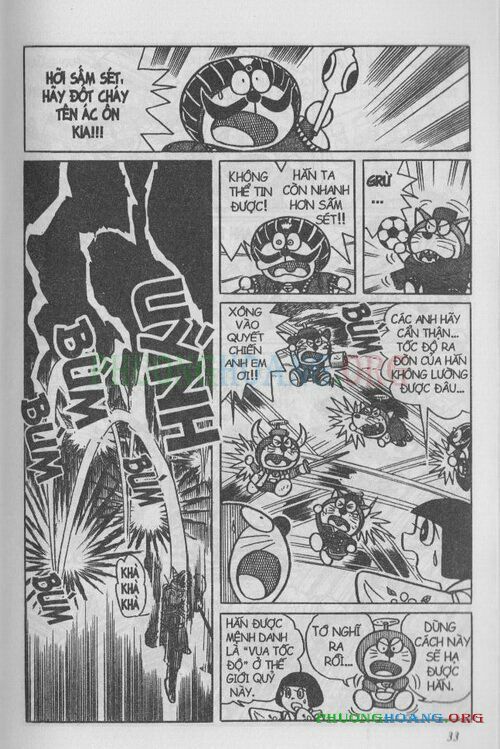 HỠI SẤM SÉT,
HÃY ĐỐT CHÁY
TÊN ÁC ÔN
KIA!!!
UỲNH
BÙM
BÙM
BÙM
BÙM
KHÀ
KHÀ
KHÀ
KHÔNG
THỂ TIN
ĐƯỢC!
HẮN TA
CÒN NHANH
HƠN SẤM
SÉT!!
GRỪ
...
XÔNG
VÀO
QUYẾT
CHIẾN
ANH EM
ƠI!!
BÙM
CÁC ANH HÃY
CẨN THẬN...
TỐC ĐỘ RA
ĐÒN CỦA HẮN
KHÔNG LƯỜNG
ĐƯỢC ĐÂU...
PHUONGHOANG.ORG
HẮN ĐƯỢC
MỆNH DANH
LÀ "VUA TỐC
ĐỘ" Ở THẾ
GIỚI QUỶ
NÀY.
TỚ NGHĨ
RA
RỒI...
DÙNG
CÁCH NÀY
SẼ HẠ
ĐƯỢC
HẮN.
PHUONGHOANG.ORG
33